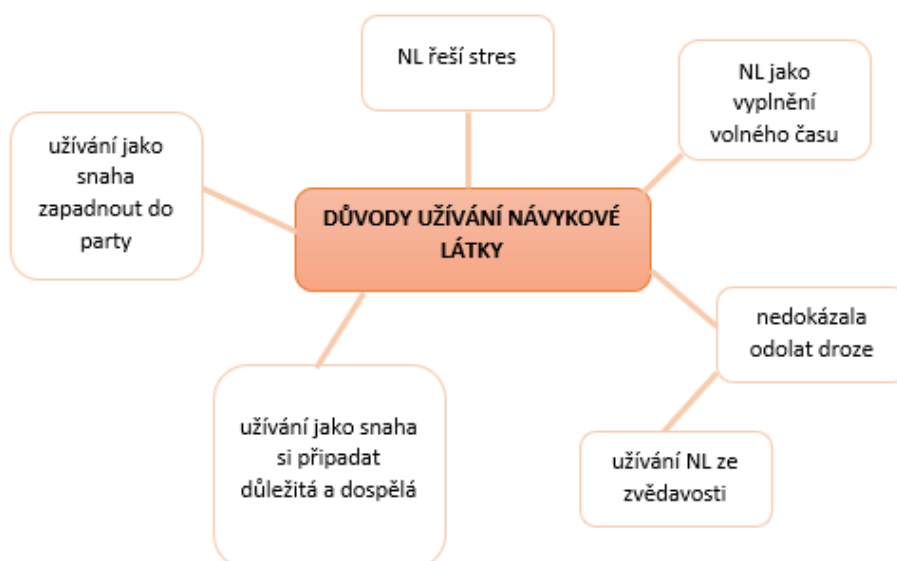 NL řeší stres
NL jako
vyplnění
volného času
užívání jako
snaha
zapadnout do
party
DŮVODY UŽÍVÁNÍ NÁVYKOVÉ
LÁTKY
nedokázala
odolat droze
užívání jako snaha
si připadat
důležitá a dospělá
užívání NL ze
zvědavosti